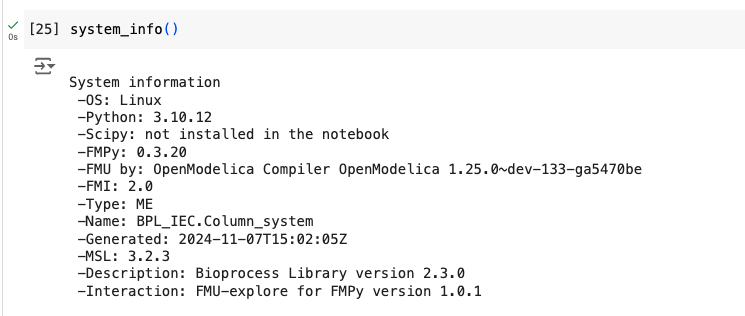 [25] system_info()
0s
System information
-OS: Linux
-Python: 3.10.12
-Scipy: not installed in the notebook
-FMPy: 0.3.20
-FMU by: OpenModelica Compiler OpenModelica 1.25.0~dev-133-ga5470be
-FMI: 2.0
-Type: ME
-Name: BPL_IEC.Column_system
-Generated: 2024-11-07T15:02:05Z
-MSL: 3.2.3
-Description: Bioprocess Library version 2.3.0
-Interaction: FMU-explore for FMPy version 1.0.1